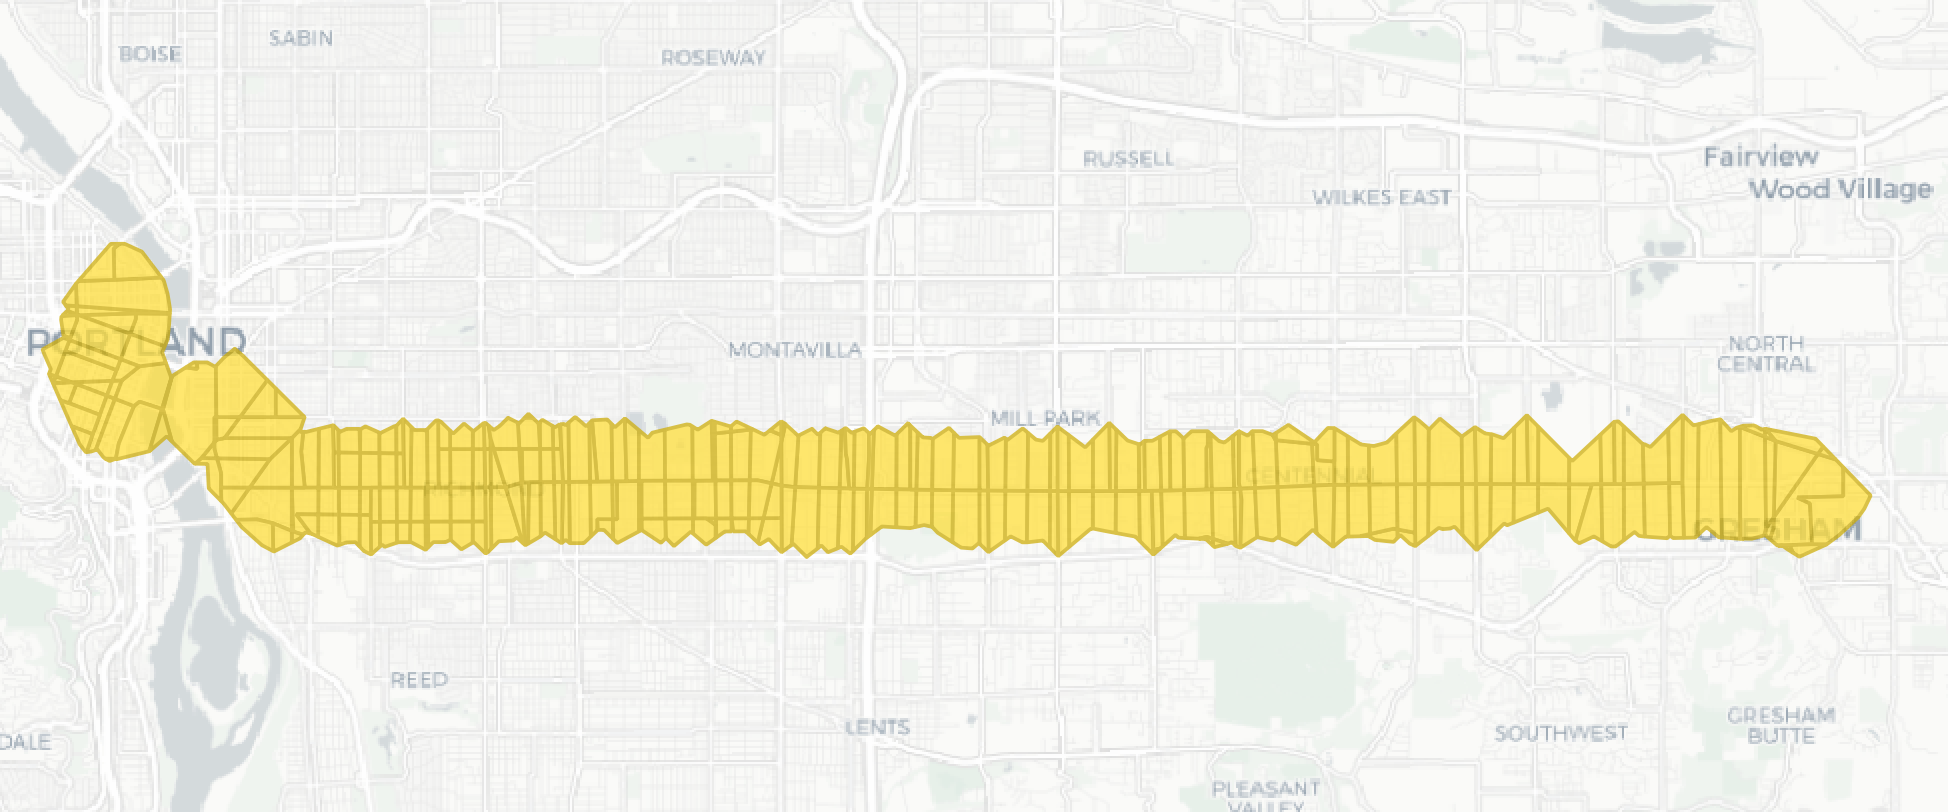 SABIN
BOISE
ROSEWAY
RUSSELL
Fairview
WILKES EAST
Wood Village
PORTLAND
MONTAVILLA
NORTH
CENTRAL
MILL PARK
CENTENNIAL
RICHMOND
GRESHAM
REED
LENTS
GRESHAM
BUTTE
SOUTHWEST
DALE
PLEASANT
VALLEY